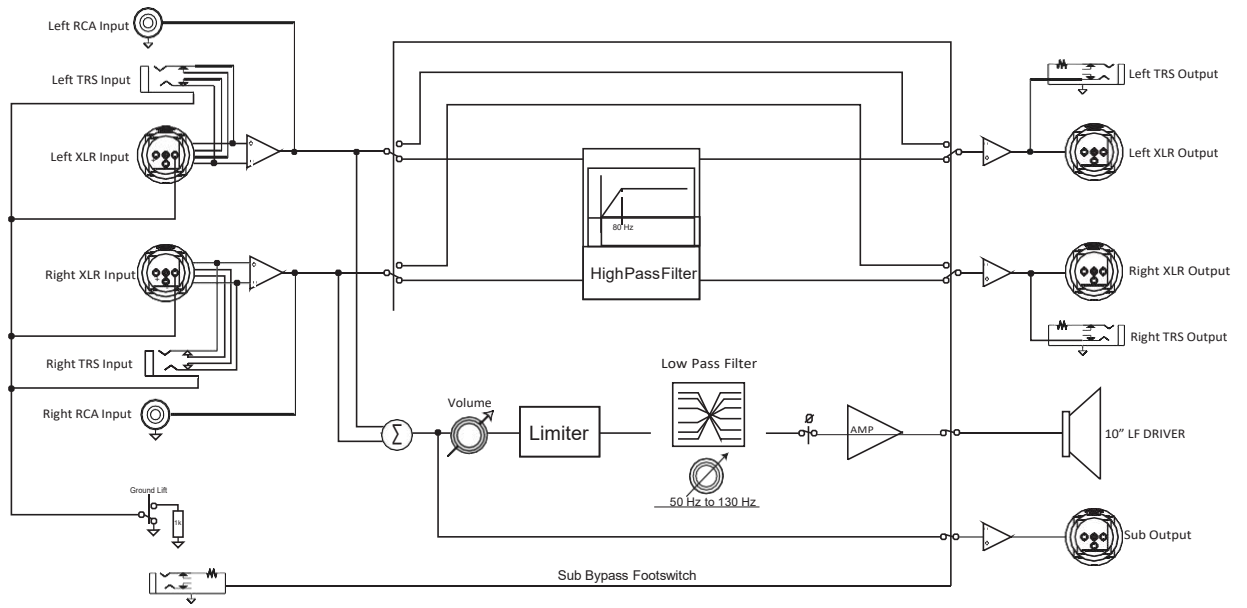 Left RCA Input
Left TRS Input
Left TRS Output
Left XLR Input
Left XLR Output
80 Hz
HighPassFilter
Right XLR Input
Right XLR Output
Right TRS Input
Right TRS Output
Low Pass Filter
Right RCA Input
Volume
Σ
Limiter
Ø
AMP
10” LF DRIVER
50 Hz to 130 Hz
Ground Lift
1k
Sub Output
Sub Bypass Footswitch